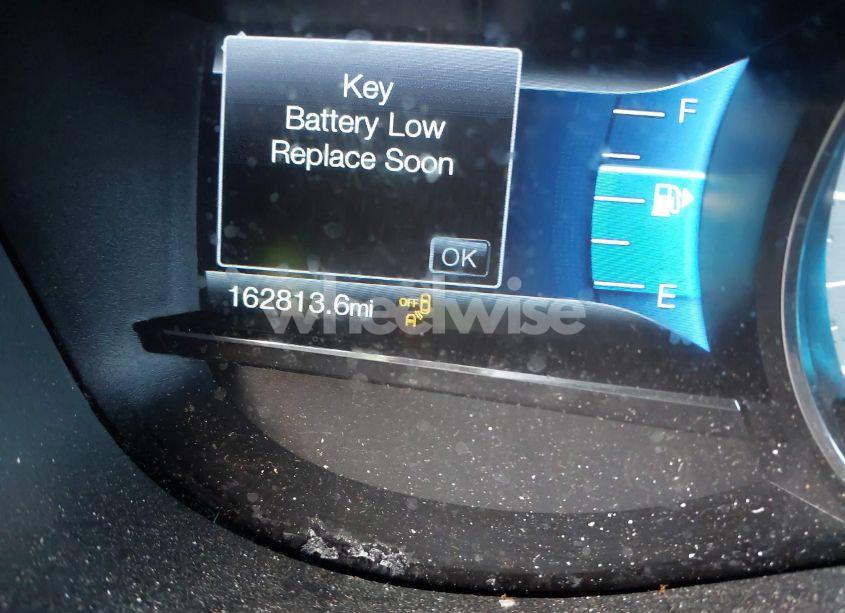 Key
Battery Low
Replace Soon
OK
F
E
162813.6mi
OFF
A
wheelwise